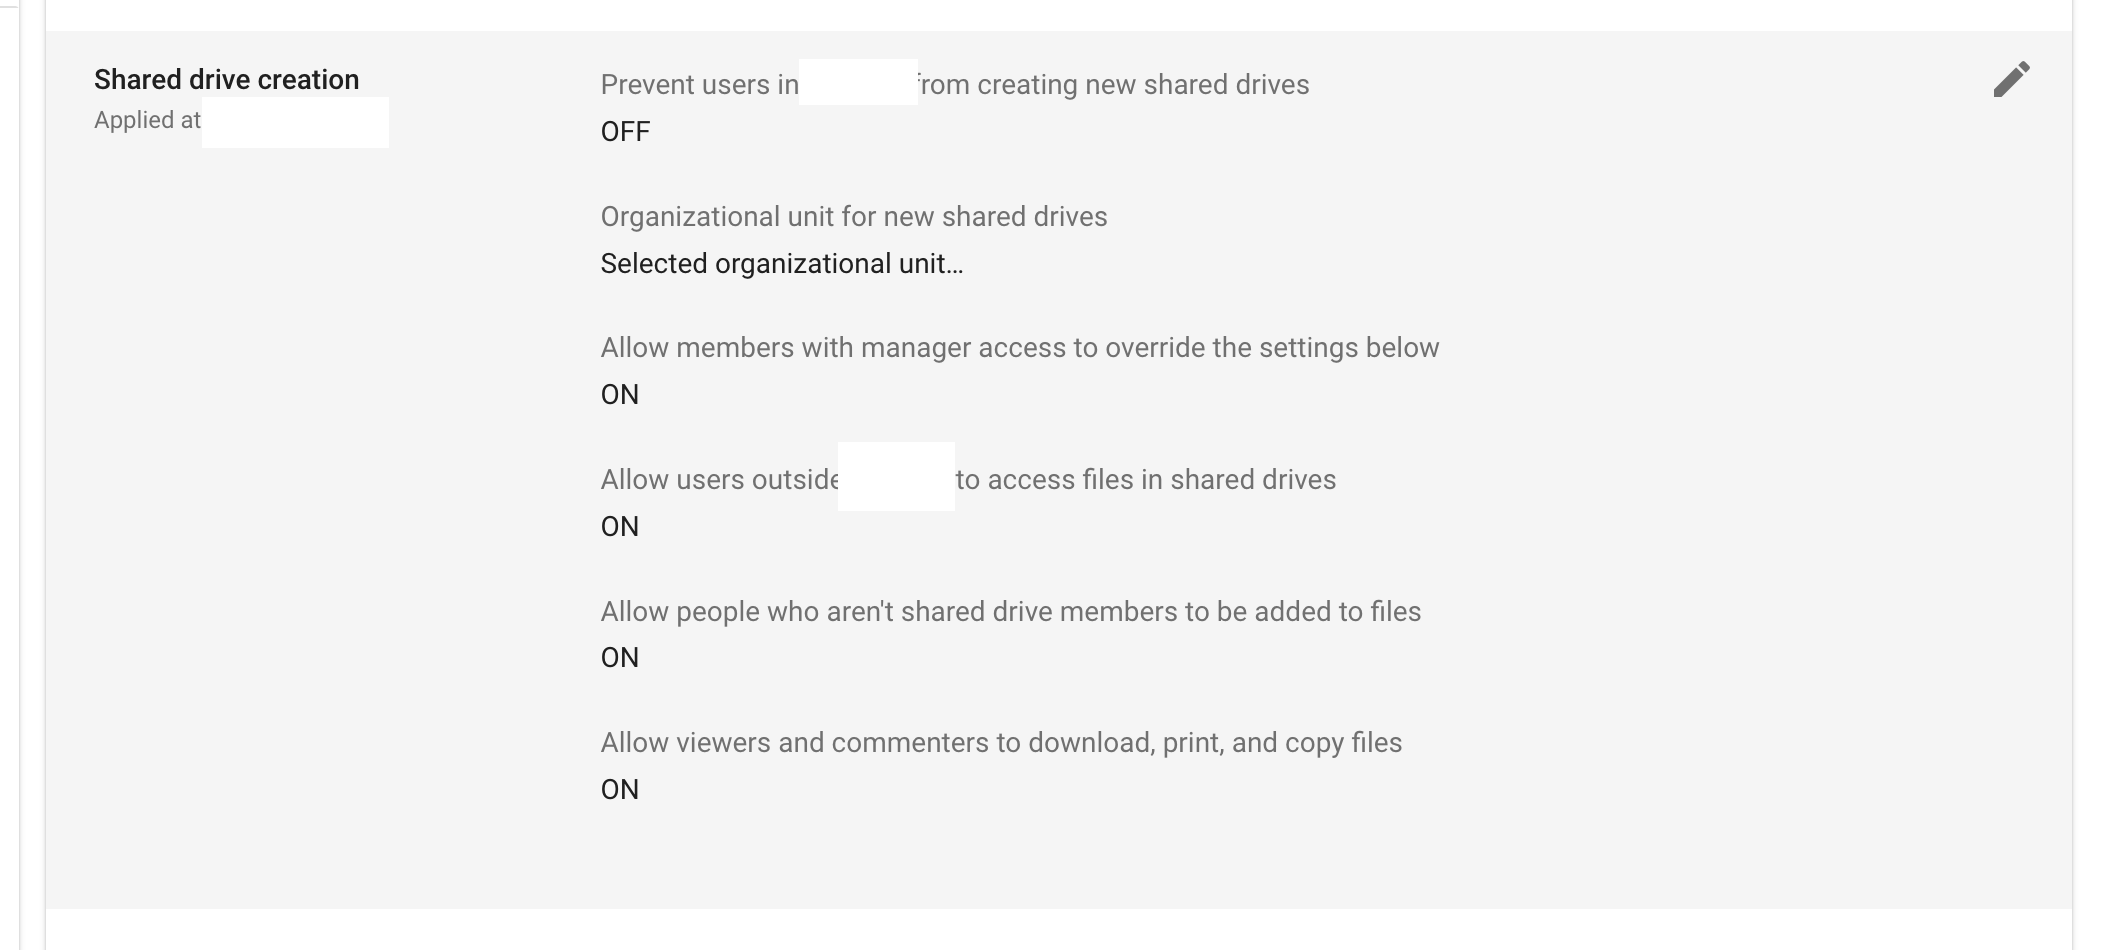 Shared drive creation
Applied at
Prevent users in from creating new shared drives
OFF
Organizational unit for new shared drives
Selected organizational unit…
Allow members with manager access to override the settings below
ON
Allow users outside to access files in shared drives
ON
Allow people who aren't shared drive members to be added to files
ON
Allow viewers and commenters to download, print, and copy files
ON